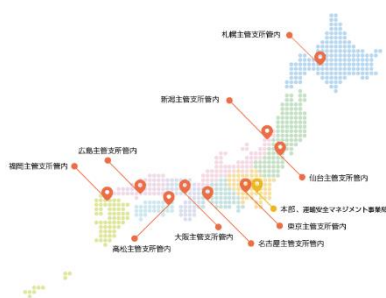 札幌主管支所管内
新潟主管支所管内
広島主管支所管内
福岡主管支所管内
仙台主管支所管内
本部、運輸安全マネジメント事業部
東京主管支所管内
大阪主管支所管内
名古屋主管支所管内
高松主管支所管内